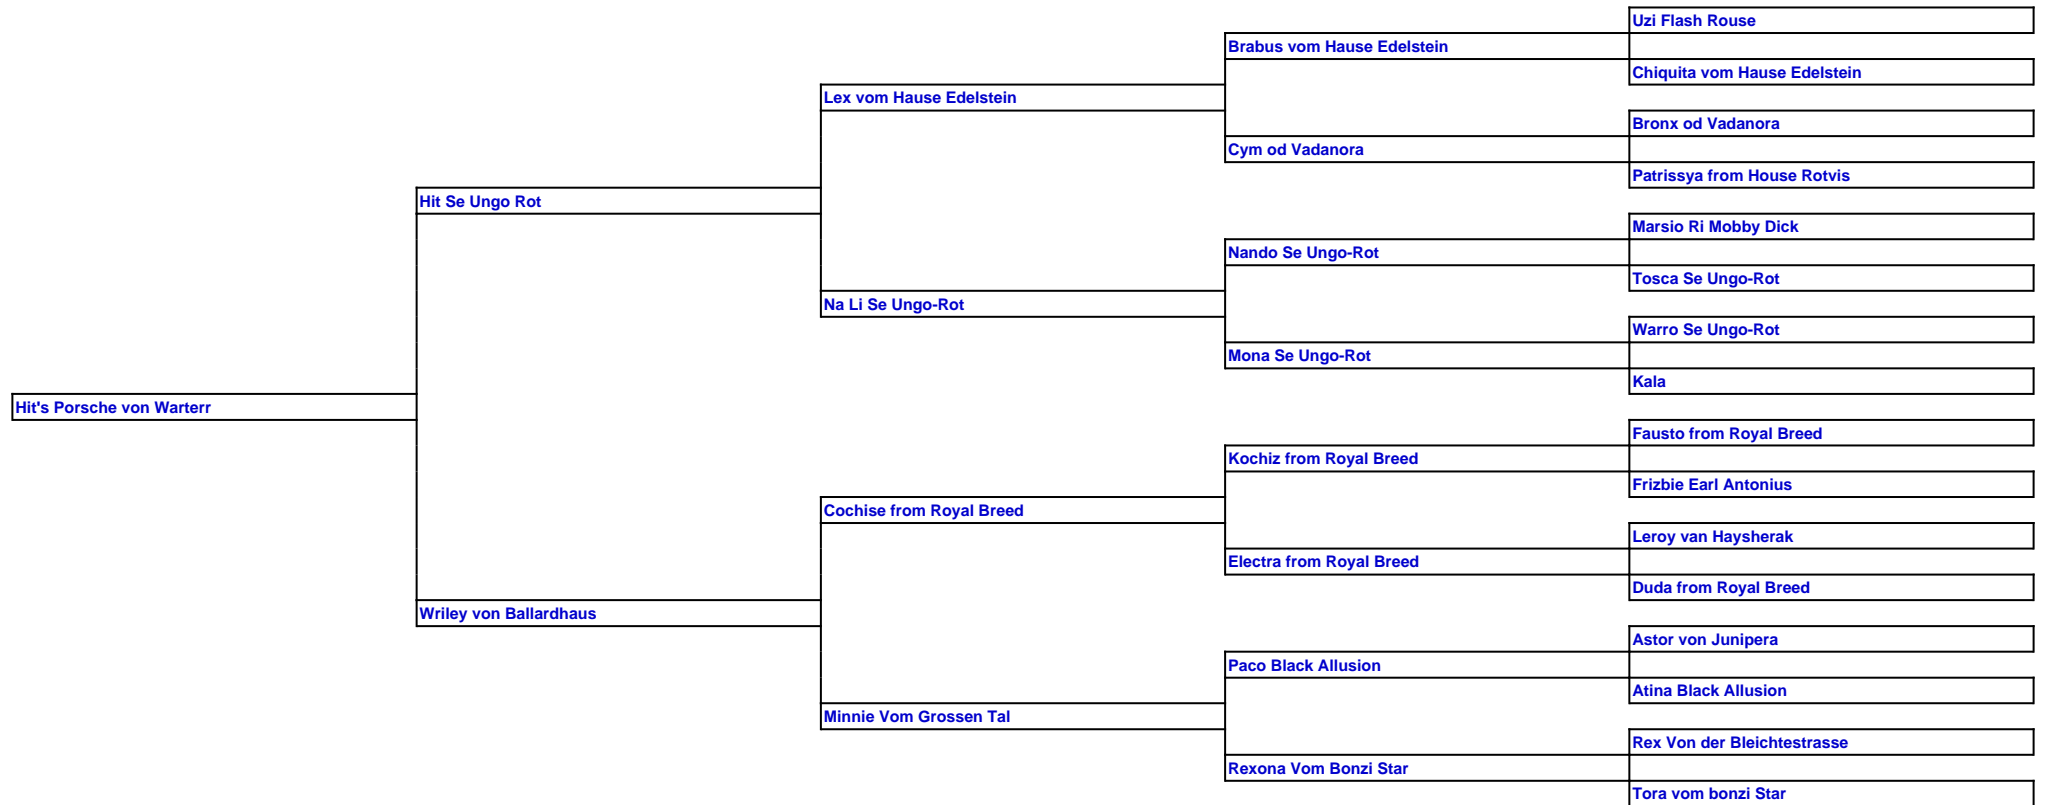 Uzi Flash Rouse
Brabus vom Hause Edelstein
Chiquita vom Hause Edelstein
Lex vom Hause Edelstein
Bronx od Vadanora
Cym od Vadanora
Patrissya from House Rotvis
Hit Se Ungo Rot
Marsio Ri Mobby Dick
Nando Se Ungo-Rot
Tosca Se Ungo-Rot
Na Li Se Ungo-Rot
Warro Se Ungo-Rot
Mona Se Ungo-Rot
Kala
Hit's Porsche von Warterr
Fausto from Royal Breed
Kochiz from Royal Breed
Frizbie Earl Antonius
Cochise from Royal Breed
Leroy van Haysherak
Electra from Royal Breed
Duda from Royal Breed
Wriley von Ballardhaus
Astor von Junipera
Paco Black Allusion
Atina Black Allusion
Minnie Vom Grossen Tal
Rex Von der Bleichtestrasse
Rexona Vom Bonzi Star
Tora vom bonzi Star